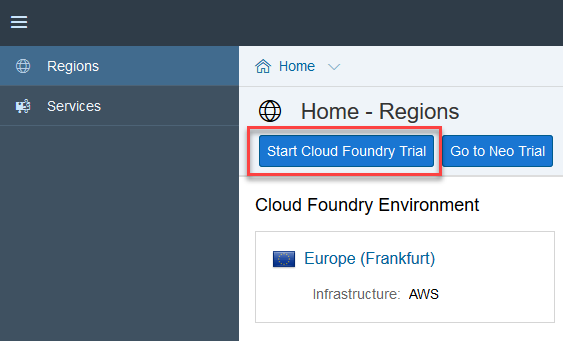 Regions
Services
Home
Home - Regions
Start Cloud Foundry Trial
Go to Neo Trial
Cloud Foundry Environment
Europe (Frankfurt)
Infrastructure: AWS